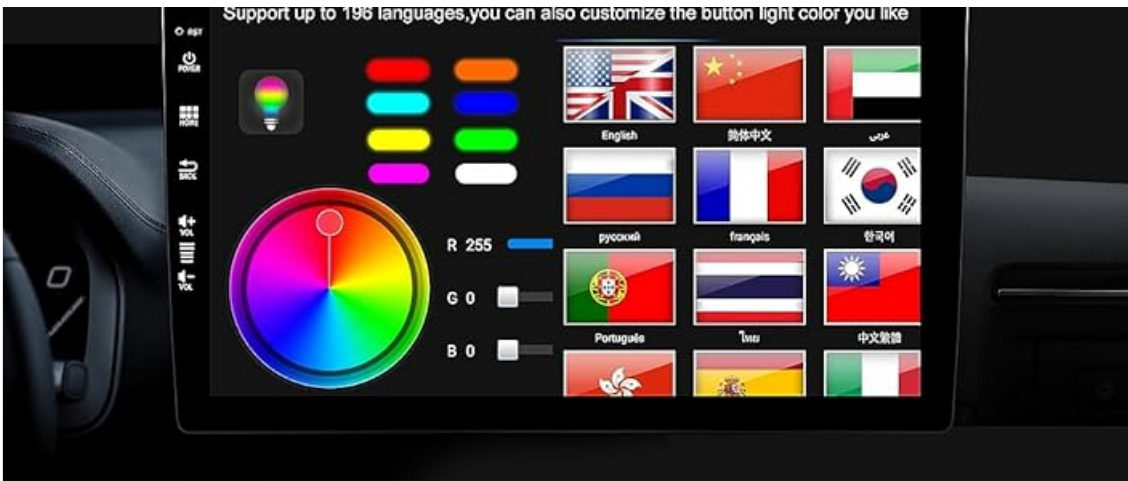 Support up to 196 languages,you can also customize the button light color you like
RST
POWER
HOME
BACK
VOL
VOL
R 255
G 0
B 0
English
简体中文
عربى
русский
français
한국어
Português
ไทย
中文繁體